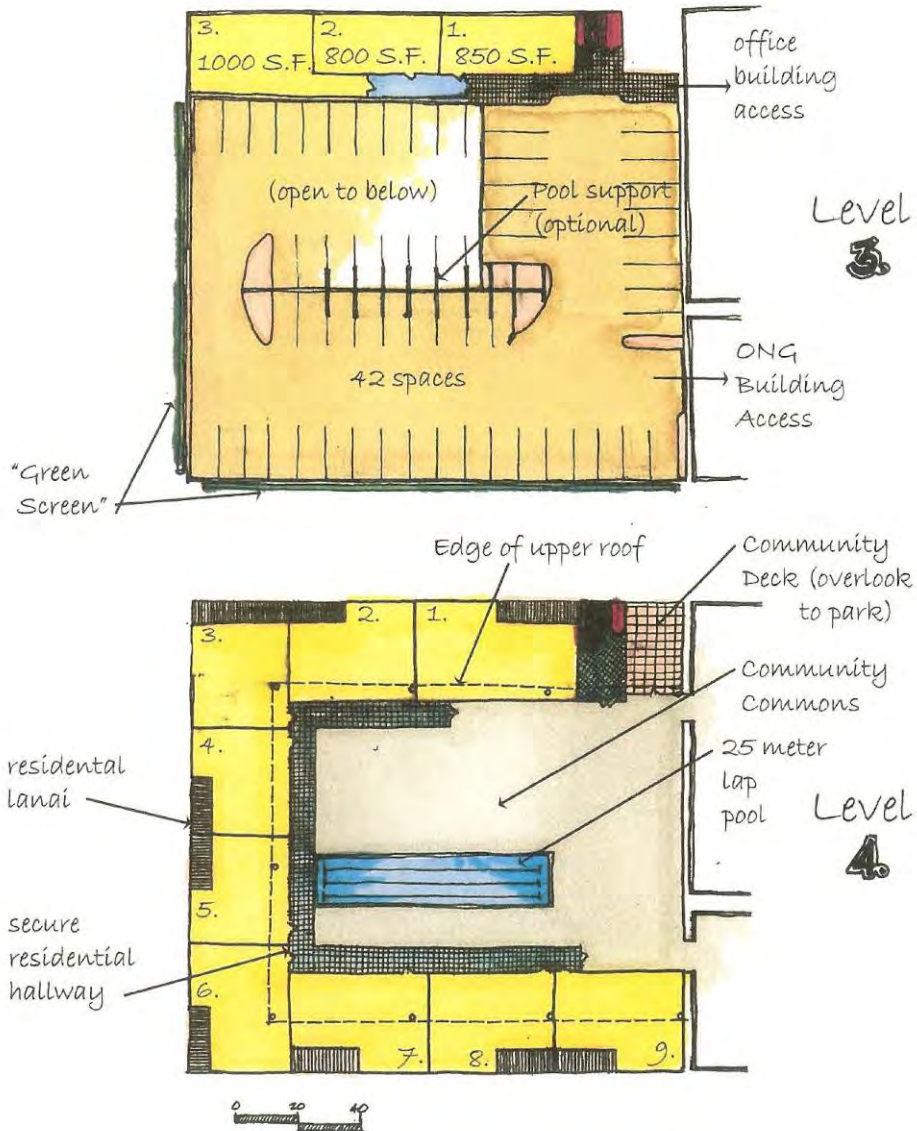 3.
1000 S.F.
2.
800 S.F.
1.
850 S.F.
office
building
access
(open to below)
Pool support
(optional)
Level
3.
42 spaces
ONG
Building
Access
"Green
Screen"
Edge of upper roof
Community
Deck (overlook
to park)
3.
2.
1.
Community
Commons
4.
25 meter
lap
pool
residental
lanai
Level
4.
5.
secure
residential
hallway
6.
7.
8.
9.
0 20 40